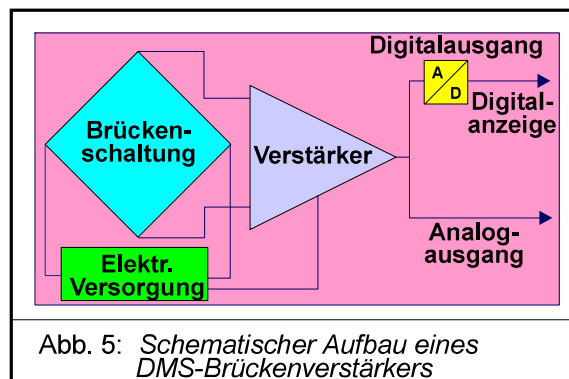 Digitalausgang
A
D
Digital-
anzeige
Brücken-
schaltung
Verstärker
Analog-
ausgang
Elektr.
Versorgung
Abb. 5: Schematischer Aufbau eines
DMS-Brückenverstärkers